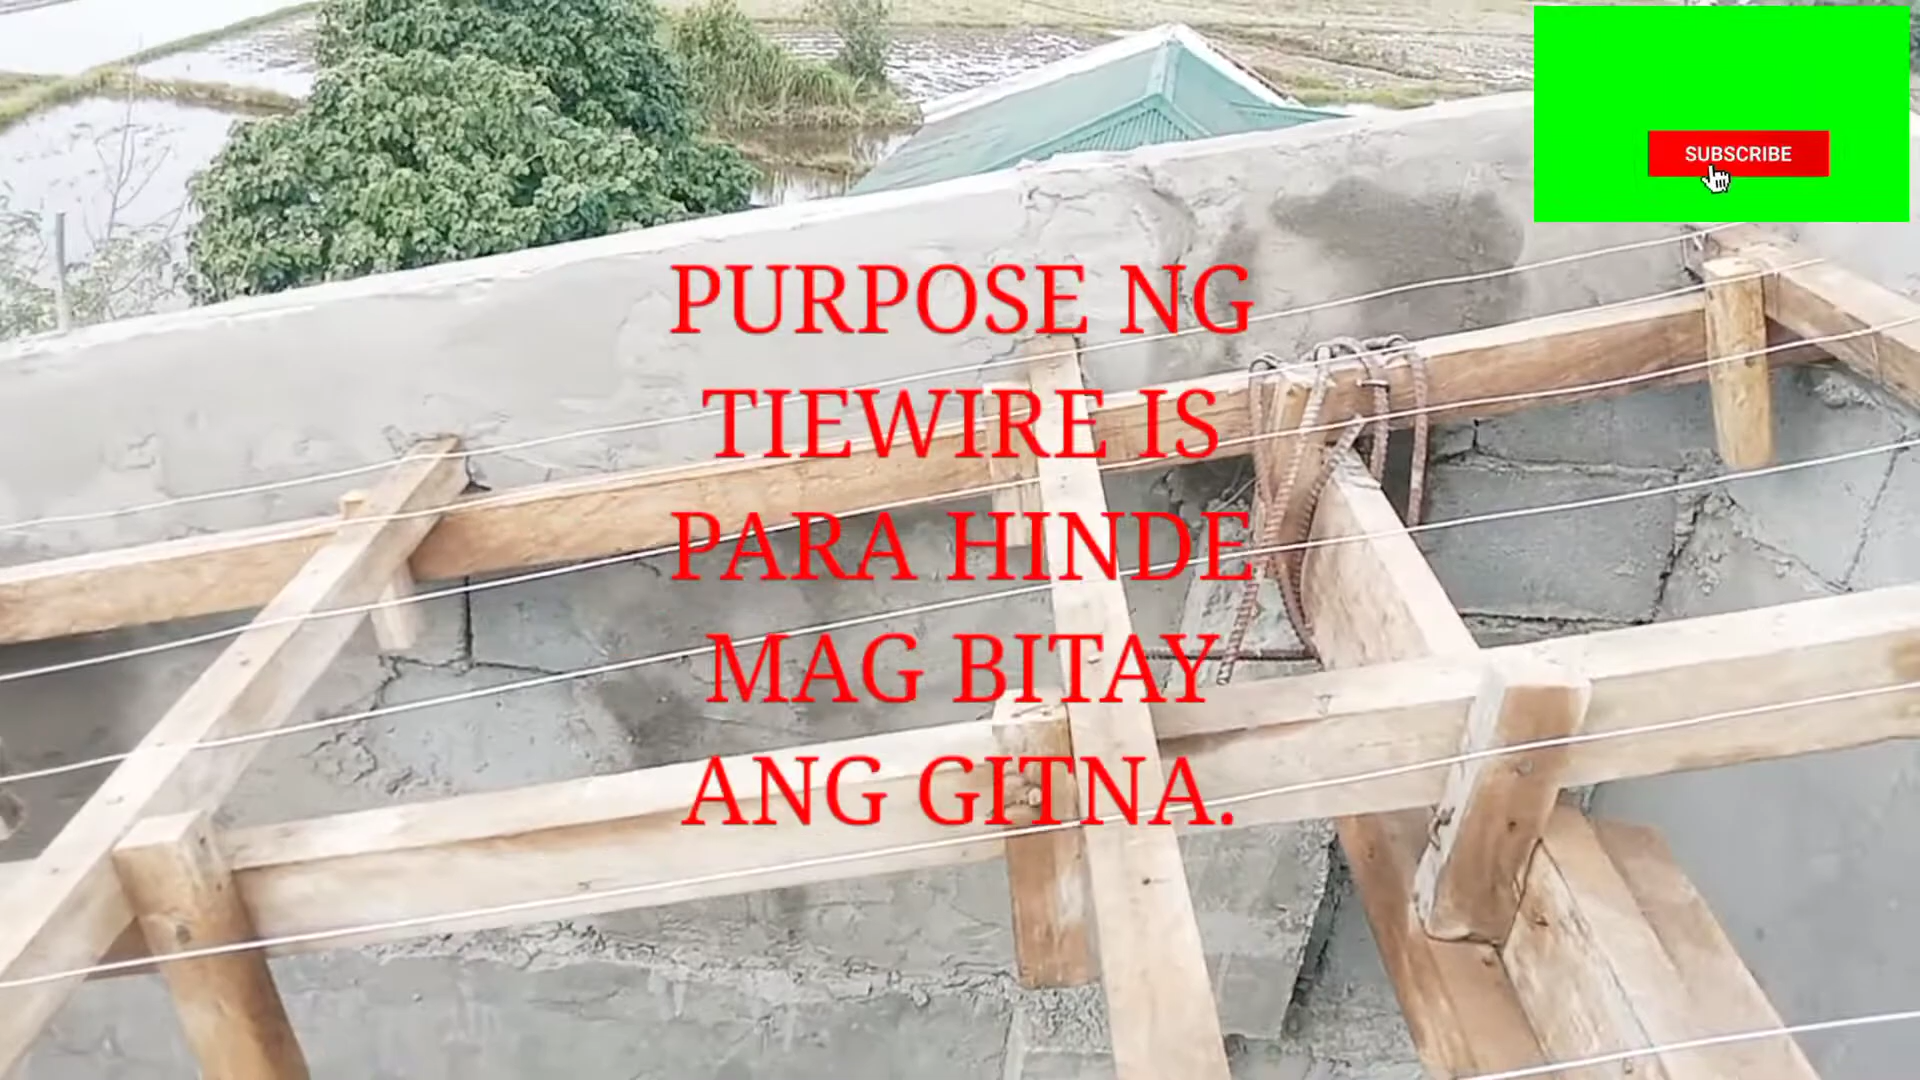 SUBSCRIBE
PURPOSE NG
TIEWIRE IS
PARA HINDE
MAG BITAY
ANG GITNA.